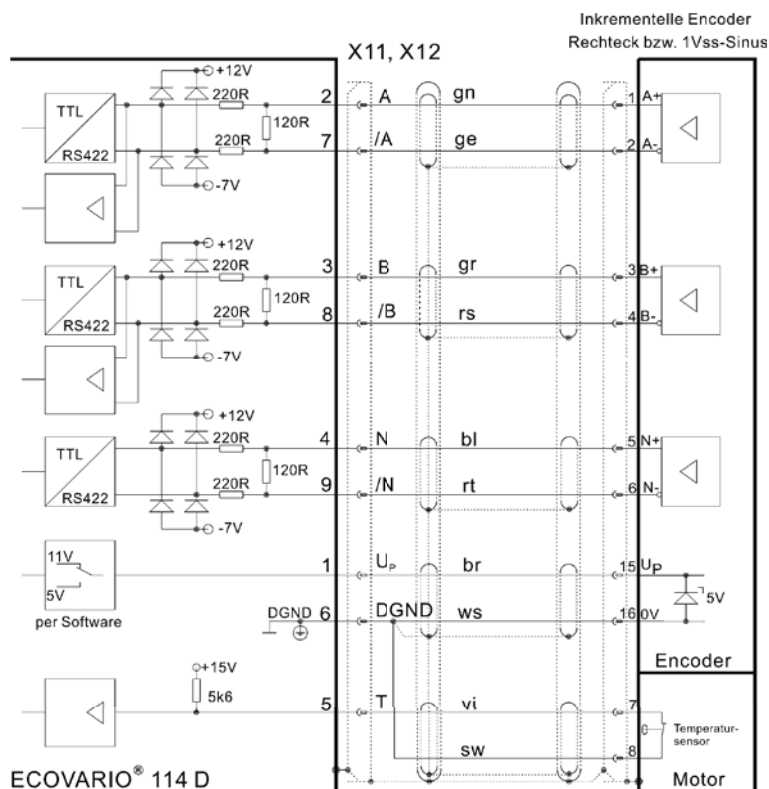 Inkrementelle Encoder
Rechteck bzw. 1Vss-Sinus
X11, X12
+12V
TTL
RS422
220R
220R
120R
-7V
2 A gn 1 A+
7 /A ge 2 A-
+12V
TTL
RS422
220R
220R
120R
-7V
3 B gr 3 B+
8 /B rs 4 B-
+12V
TTL
RS422
220R
220R
120R
-7V
4 N bl 5 N+
9 /N rt 6 N-
11V
5V
per Software
1 UP br 15 UP
5V
DGND 6 DGND ws 16 0V
Encoder
+15V
5k6
5 T vi 7
Temperatur-
sensor
sw 8
ECOVARIO® 114 D
Motor